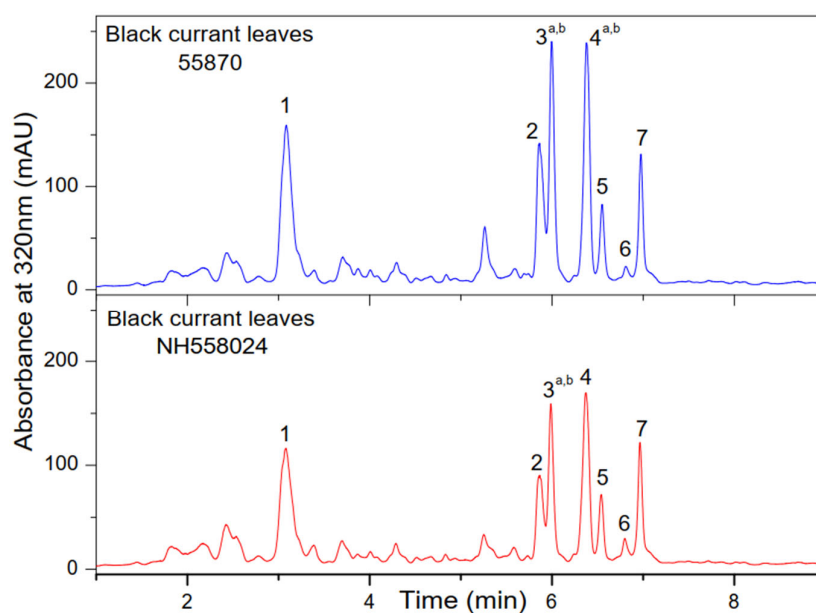 Absorbance at 320nm (mAU)
Black currant leaves
55870
200
100
0
1
2
3a,b
4a,b
5
6
7
Black currant leaves
NH558024
200
100
0
1
2
3a,b
4
5
6
7
2 4 6 8
Time (min)